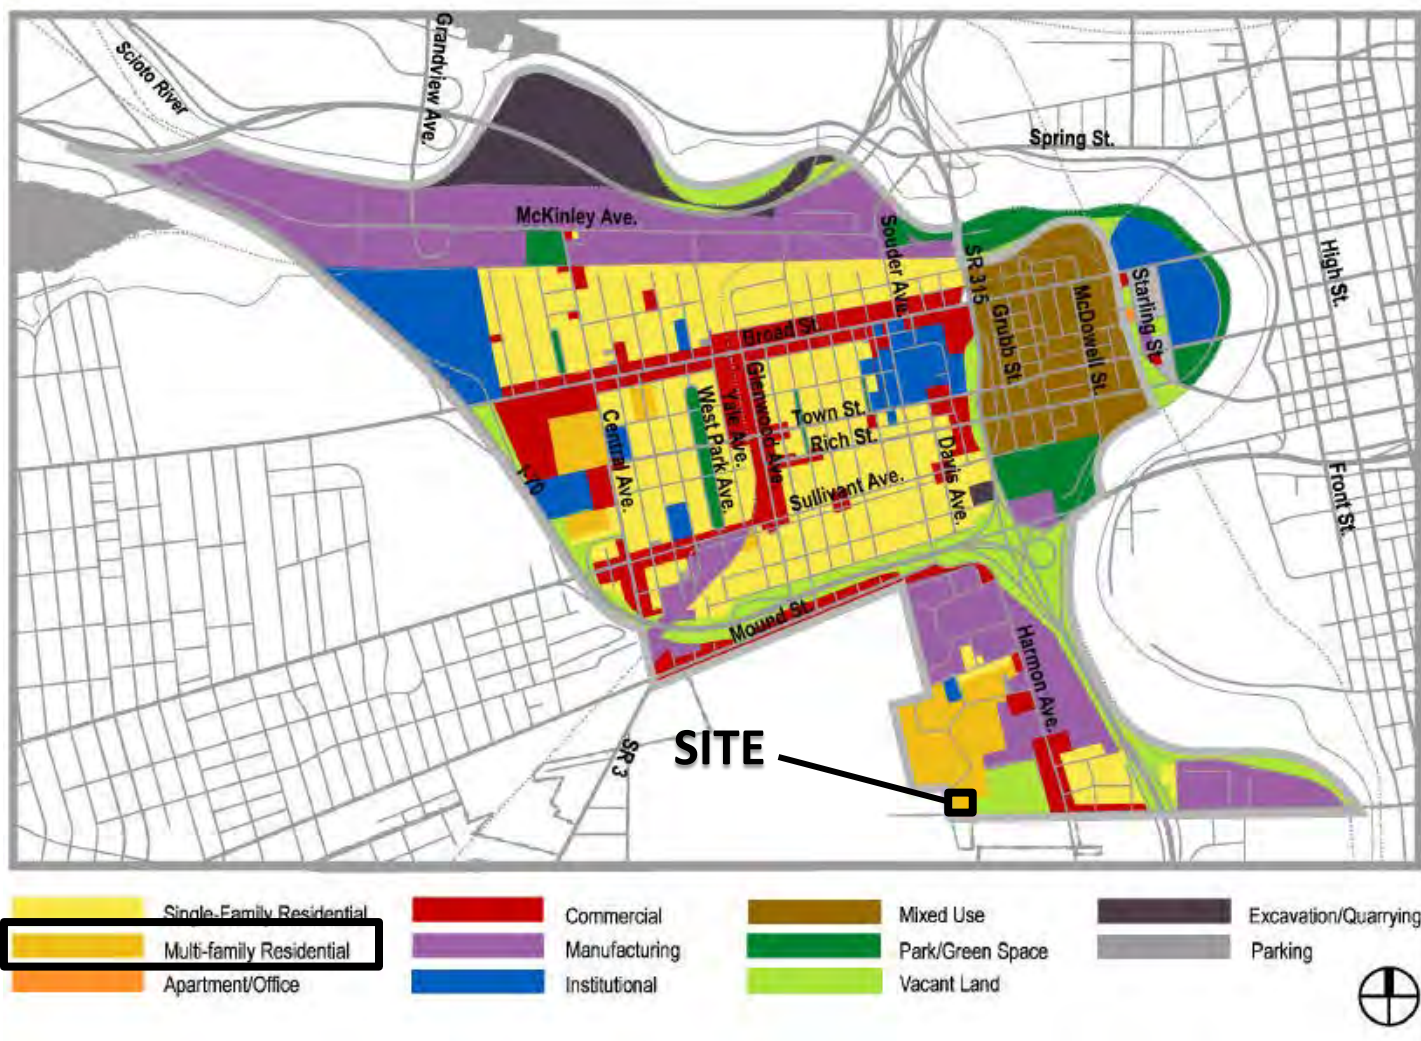 Scioto River
Grandview Ave.
Spring St.
McKinley Ave.
Souder Ave.
SR 315
High St.
Starling St.
McDowell St.
Grubb St.
Broad St.
Glenwood Ave.
Yale Ave.
West Park Ave.
Town St.
Rich St.
Central Ave.
I-70
Sullivant Ave.
Davis Ave.
Front St.
Mound St.
Harmon Ave.
SR 3
SITE
Single-Family Residential
Multi-family Residential
Apartment/Office
Commercial
Manufacturing
Institutional
Mixed Use
Park/Green Space
Vacant Land
Excavation/Quarrying
Parking